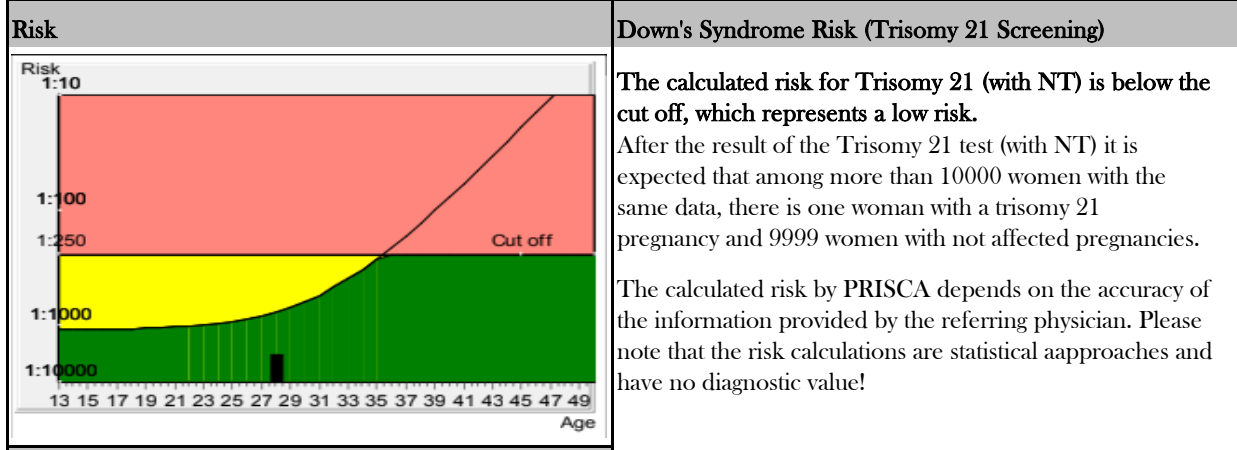 Risk
Risk
1:10
1:100
1:250
Cut off
1:1000
1:10000
13 15 17 19 21 23 25 27 29 31 33 35 37 39 41 43 45 47 49
Age
Down's Syndrome Risk (Trisomy 21 Screening)
The calculated risk for Trisomy 21 (with NT) is below the
cut off, which represents a low risk.
After the result of the Trisomy 21 test (with NT) it is
expected that among more than 10000 women with the
same data, there is one woman with a trisomy 21
pregnancy and 9999 women with not affected pregnancies.
The calculated risk by PRISCA depends on the accuracy of
the information provided by the referring physician. Please
note that the risk calculations are statistical aapproaches and
have no diagnostic value!